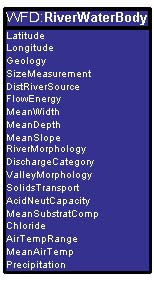 WFD:RiverWaterBody
Latitude
Longitude
Geology
SizeMeasurement
DistRiverSource
FlowEnergy
MeanWidth
MeanDepth
MeanSlope
RiverMorphology
DischargeCategory
ValleyMorphology
SolidsTransport
AcidNeutCapacity
MeanSubstratComp
Chloride
AirTempRange
MeanAirTemp
Precipitation